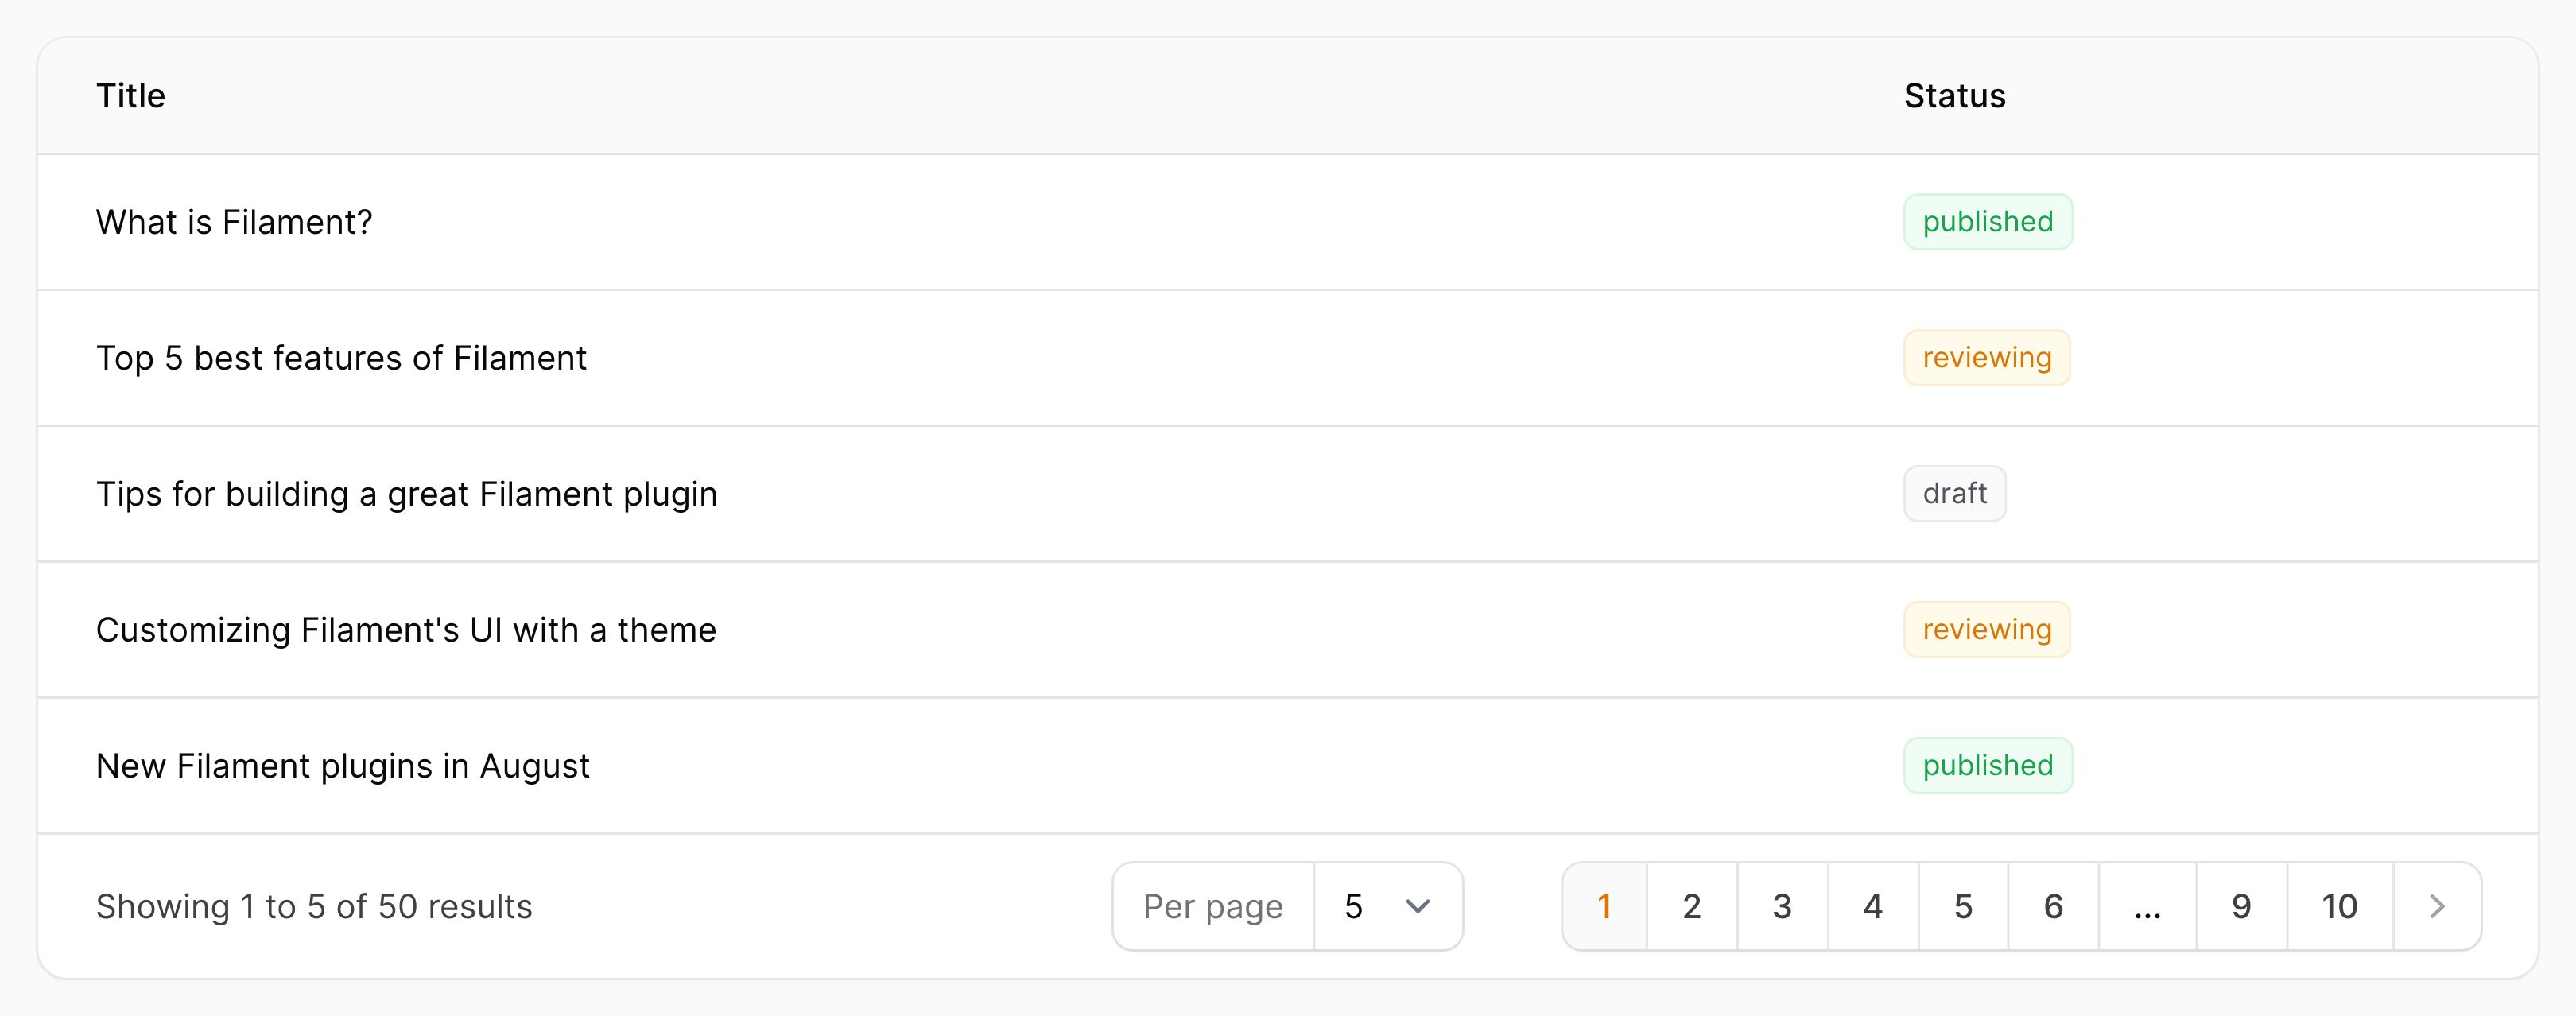 Title Status
What is Filament? published
Top 5 best features of Filament reviewing
Tips for building a great Filament plugin draft
Customizing Filament's UI with a theme reviewing
New Filament plugins in August published
Showing 1 to 5 of 50 results Per page 5 1 2 3 4 5 6 ... 9 10